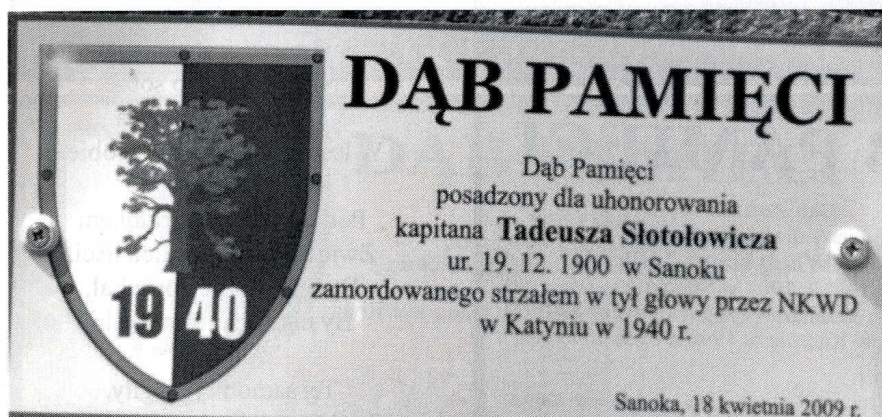 DĄB PAMIĘCI
Dąb Pamięci
posadzony dla uhonorowania
kapitana Tadeusza Słotołowicza
ur. 19. 12. 1900 w Sanoku
zamordowanego strzałem w tył głowy przez NKWD
w Katyniu w 1940 r.
19 40
Sanoka, 18 kwietnia 2009 r.